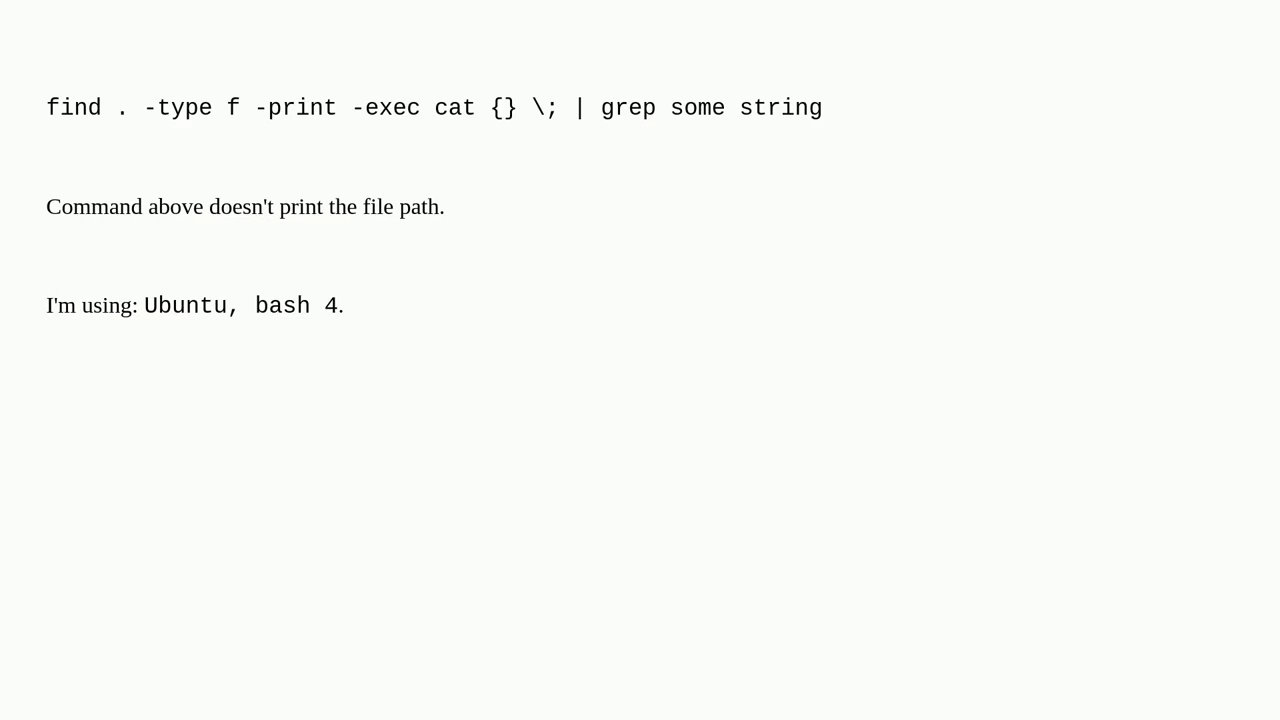 find . -type f -print -exec cat {} \; | grep some string
Command above doesn't print the file path.
I'm using: Ubuntu, bash 4.